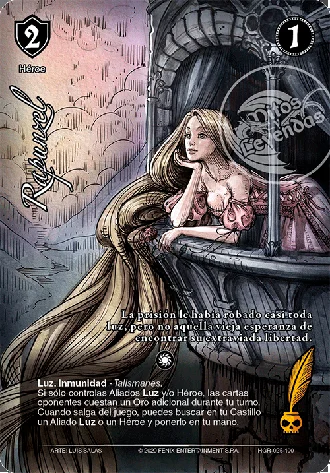 2
1
Héroe
Rapunzel
Mitos y Leyendas
La prisión le había robado casi toda
luz, pero no aquella vieja esperanza de
encontrar su extraviada libertad.
Luz. Inmunidad - Talismanes.
Si sólo controlas Aliados Luz y/o Héroe, las cartas
oponentes cuestan un Oro adicional durante tu turno.
Cuando salga del juego, puedes buscar en tu Castillo
un Aliado Luz o un Héroe y ponerlo en tu mano.
ARTE: LUIS SALAS
© 2020 FENIX ENTERTAINMENT S.P.A.